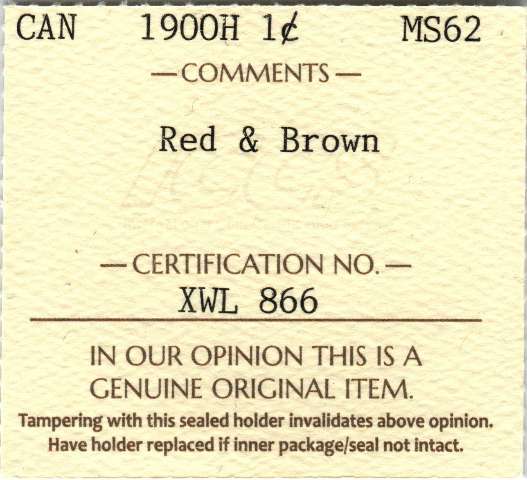 CAN 1900H 1¢ MS62
— COMMENTS —
Red & Brown
— CERTIFICATION NO. —
XWL 866
IN OUR OPINION THIS IS A
GENUINE ORIGINAL ITEM.
Tampering with this sealed holder invalidates above opinion.
Have holder replaced if inner package/seal not intact.